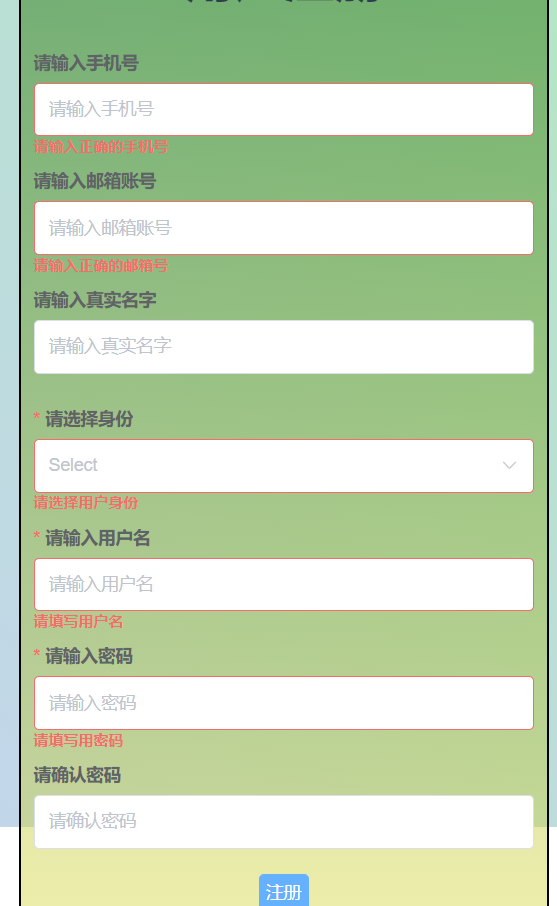 请输入手机号
请输入手机号
请输入正确的手机号
请输入邮箱账号
请输入邮箱账号
请输入正确的邮箱号
请输入真实名字
请输入真实名字
* 请选择身份
Select
请选择用户身份
* 请输入用户名
请输入用户名
请填写用户名
* 请输入密码
请输入密码
请填写用密码
请确认密码
请确认密码
注册